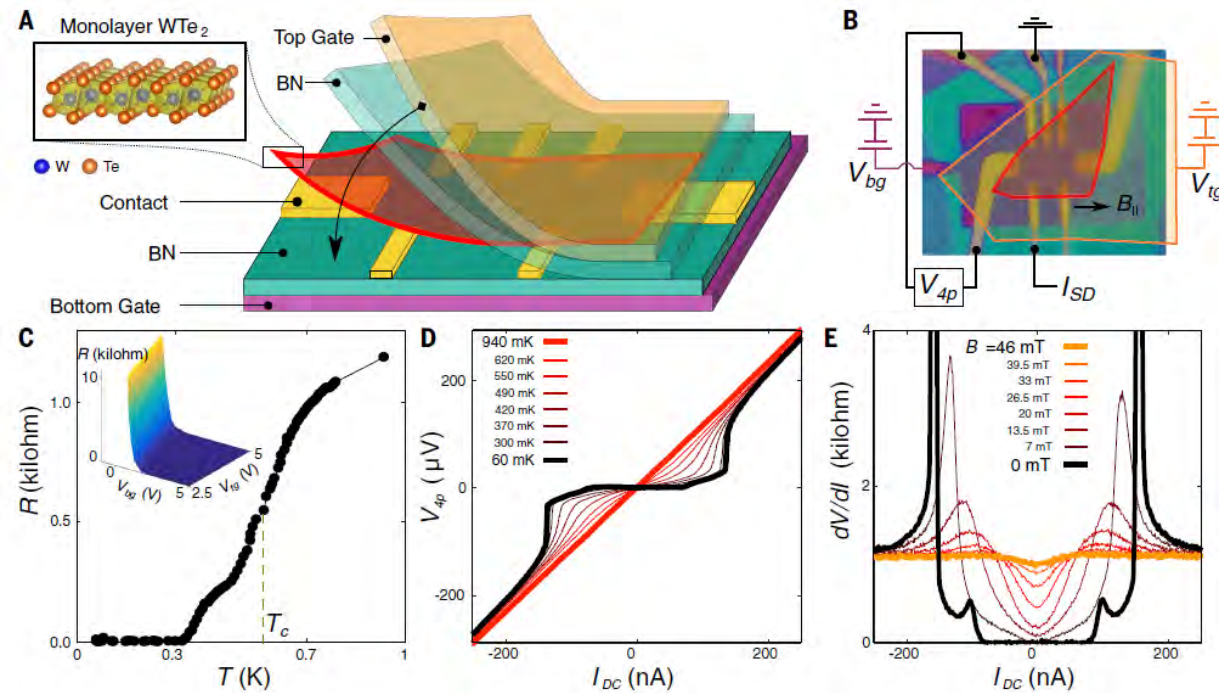 A
Monolayer WTe2
W
Te
Top Gate
BN
Contact
BN
Bottom Gate
B
Vbg
Vtg
B||
V4p
ISD
C
R (kilohm)
10
0
0
5
Vbg (V)
2.5
5
Vtg (V)
R (kilohm)
1.0
0.5
0.0
Tc
0
0.3
0.7
1
T (K)
D
940 mK
620 mK
550 mK
490 mK
420 mK
370 mK
300 mK
60 mK
V4p (μV)
200
0
-200
-200
0
200
IDC (nA)
E
B =46 mT
39.5 mT
33 mT
26.5 mT
20 mT
13.5 mT
7 mT
0 mT
dV/dI (kilohm)
4
2
0
-200
0
200
IDC (nA)